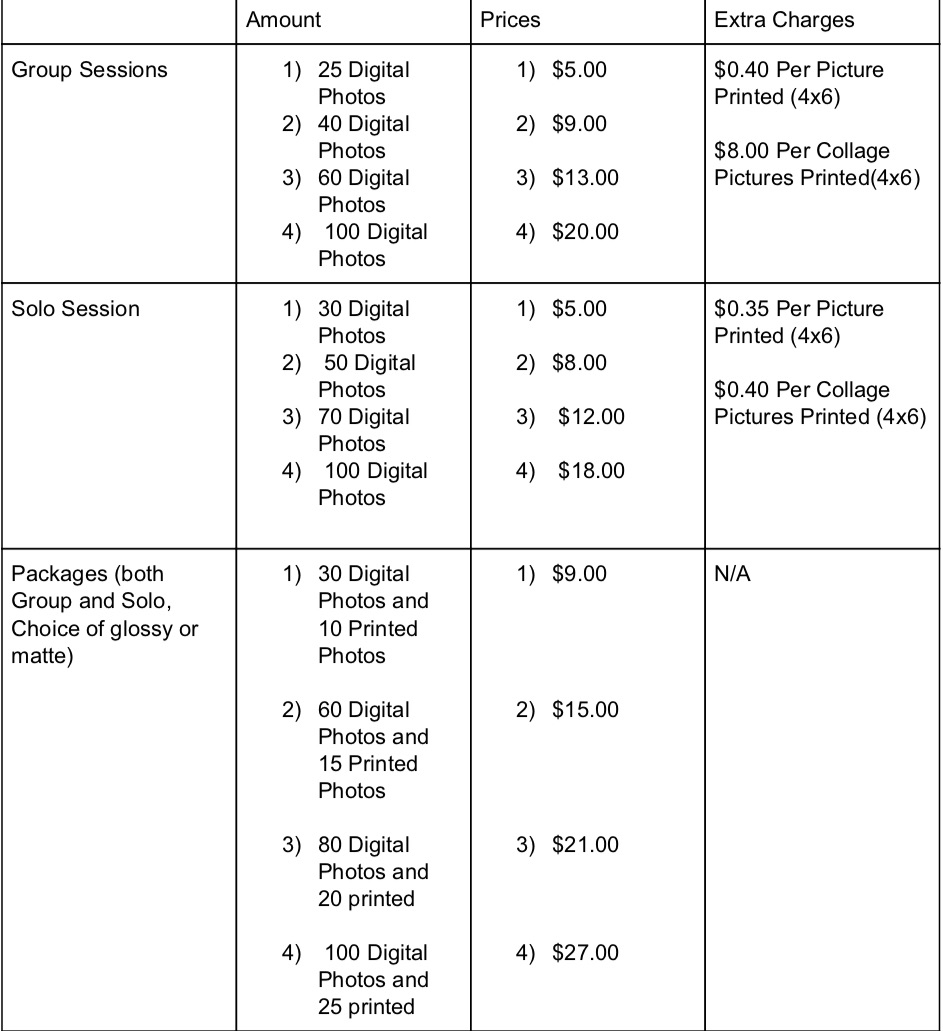 Amount Prices Extra Charges
Group Sessions
1) 25 Digital
Photos
2) 40 Digital
Photos
3) 60 Digital
Photos
4) 100 Digital
Photos
1) $5.00
2) $9.00
3) $13.00
4) $20.00
$0.40 Per Picture
Printed (4x6)
$8.00 Per Collage
Pictures Printed(4x6)
Solo Session
1) 30 Digital
Photos
2) 50 Digital
Photos
3) 70 Digital
Photos
4) 100 Digital
Photos
1) $5.00
2) $8.00
3) $12.00
4) $18.00
$0.35 Per Picture
Printed (4x6)
$0.40 Per Collage
Pictures Printed (4x6)
Packages (both
Group and Solo,
Choice of glossy or
matte)
1) 30 Digital
Photos and
10 Printed
Photos
2) 60 Digital
Photos and
15 Printed
Photos
3) 80 Digital
Photos and
20 printed
4) 100 Digital
Photos and
25 printed
1) $9.00
2) $15.00
3) $21.00
4) $27.00
N/A